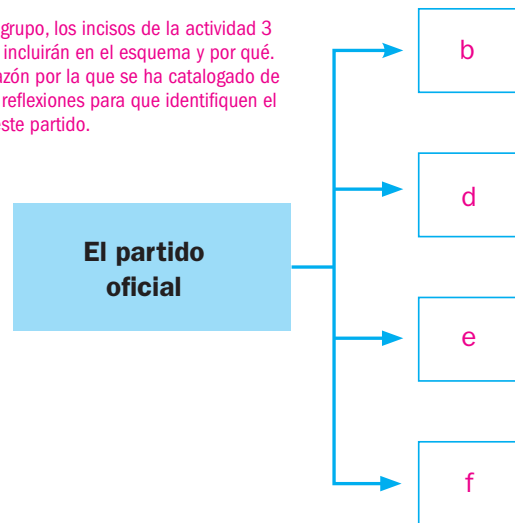 grupo, los incisos de la actividad 3
incluirán en el esquema y por qué.
zón por la que se ha catalogado de
reflexiones para que identifiquen el
ste partido.
b
d
El partido
oficial
e
f